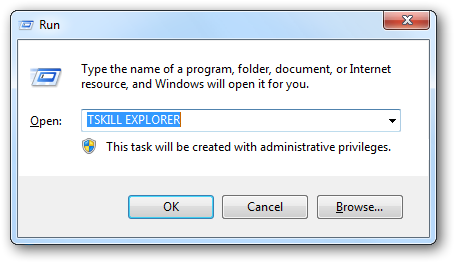 Run
Type the name of a program, folder, document, or Internet
resource, and Windows will open it for you.
Open: TSKILL EXPLORER
This task will be created with administrative privileges.
OK Cancel Browse...